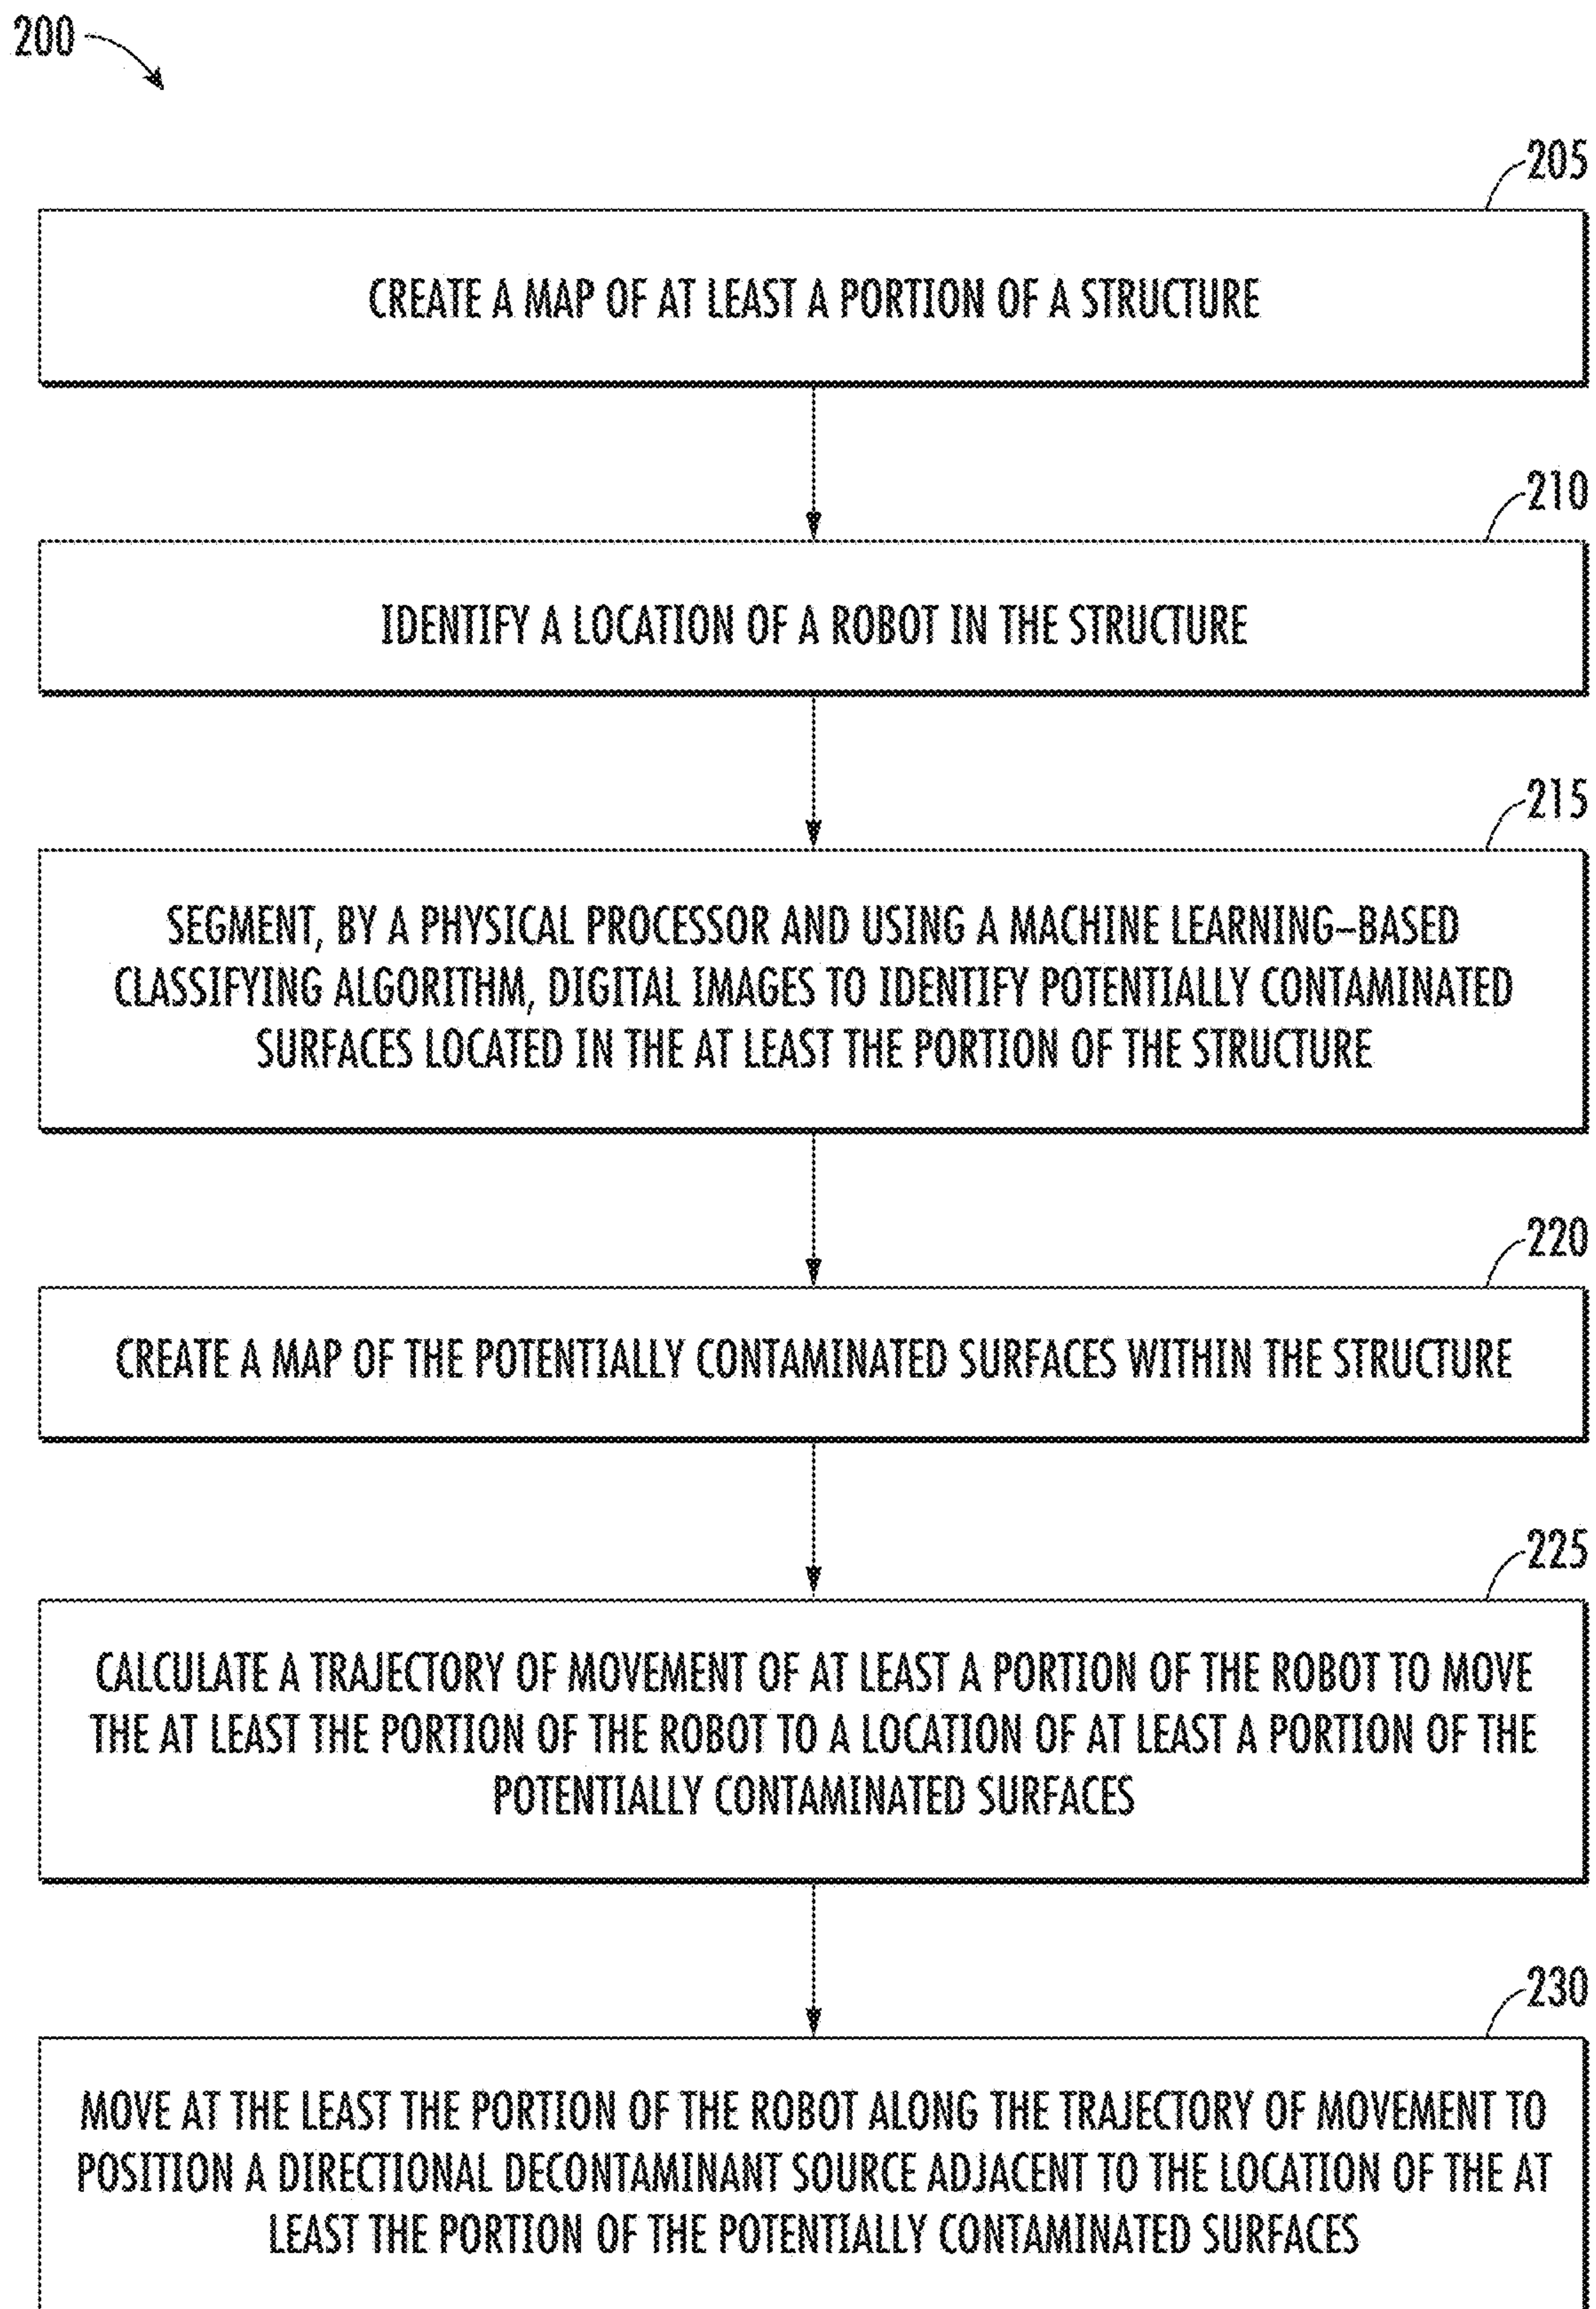 200
205
CREATE A MAP OF AT LEAST A PORTION OF A STRUCTURE
210
IDENTIFY A LOCATION OF A ROBOT IN THE STRUCTURE
215
SEGMENT, BY A PHYSICAL PROCESSOR AND USING A MACHINE LEARNING–BASED
CLASSIFYING ALGORITHM, DIGITAL IMAGES TO IDENTIFY POTENTIALLY CONTAMINATED
SURFACES LOCATED IN THE AT LEAST THE PORTION OF THE STRUCTURE
220
CREATE A MAP OF THE POTENTIALLY CONTAMINATED SURFACES WITHIN THE STRUCTURE
225
CALCULATE A TRAJECTORY OF MOVEMENT OF AT LEAST A PORTION OF THE ROBOT TO MOVE
THE AT LEAST THE PORTION OF THE ROBOT TO A LOCATION OF AT LEAST A PORTION OF THE
POTENTIALLY CONTAMINATED SURFACES
230
MOVE AT THE LEAST THE PORTION OF THE ROBOT ALONG THE TRAJECTORY OF MOVEMENT TO
POSITION A DIRECTIONAL DECONTAMINANT SOURCE ADJACENT TO THE LOCATION OF THE AT
LEAST THE PORTION OF THE POTENTIALLY CONTAMINATED SURFACES